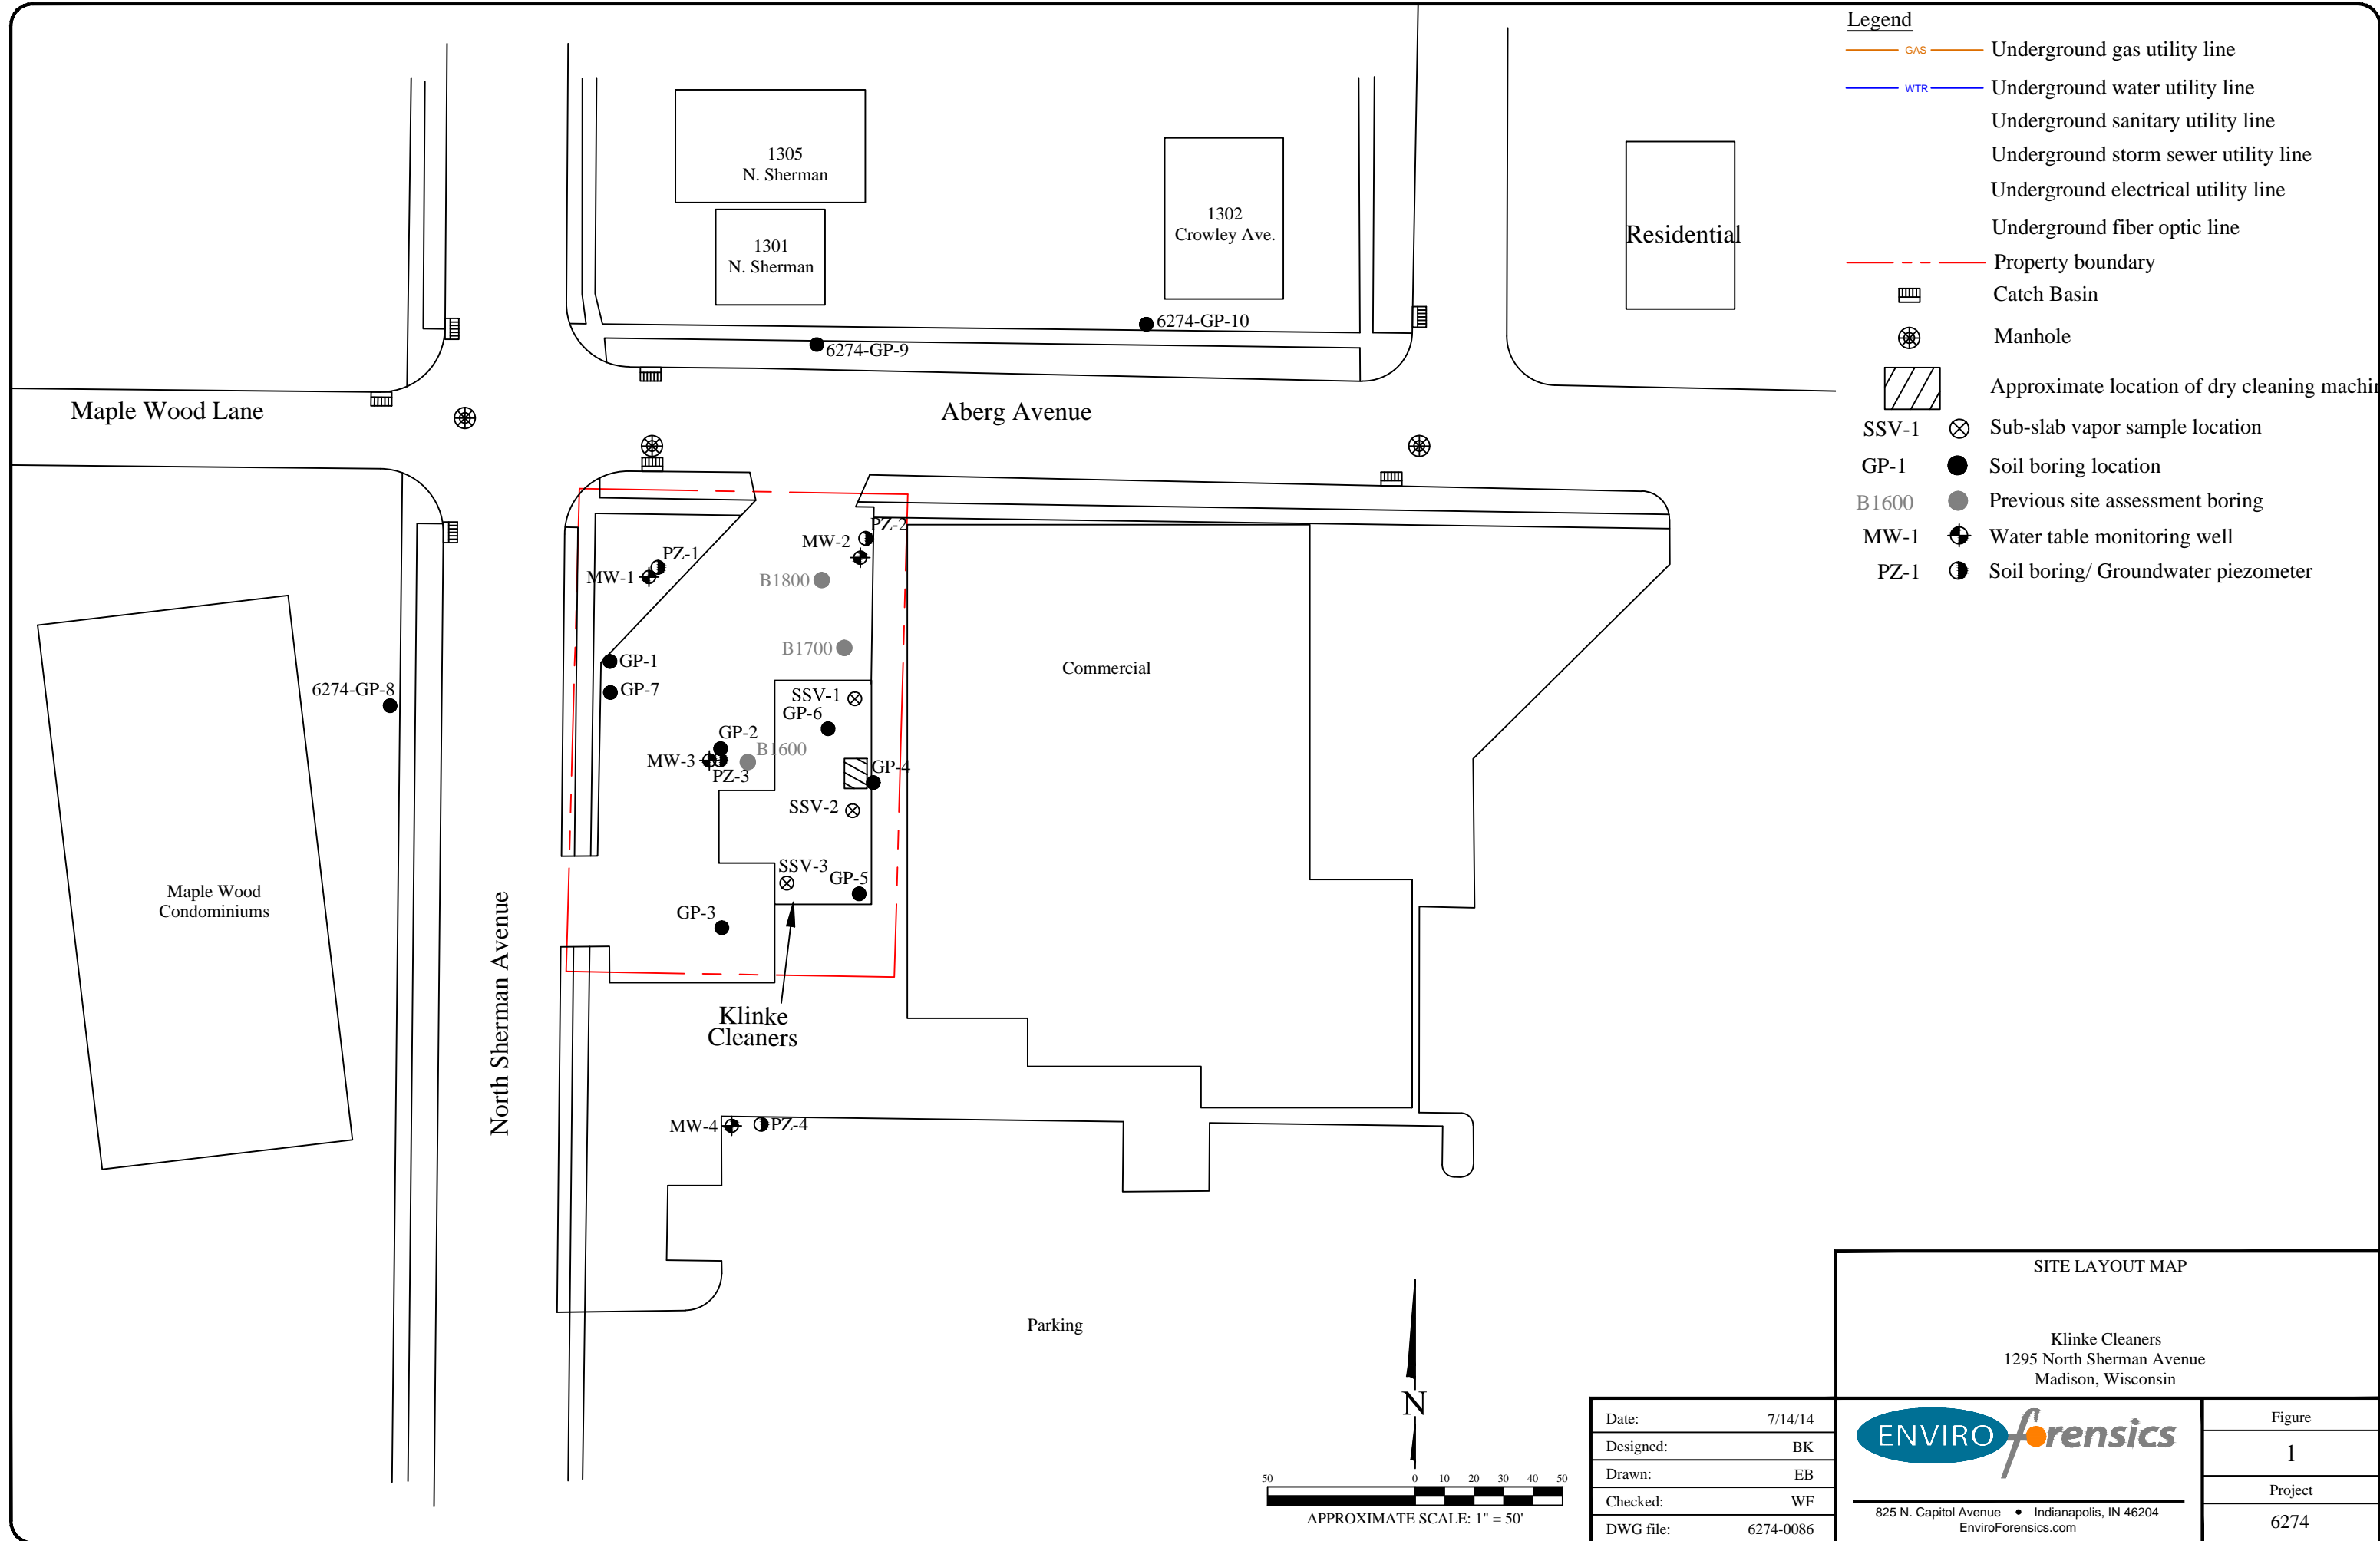 Legend
GAS Underground gas utility line
WTR Underground water utility line
Underground sanitary utility line
Underground storm sewer utility line
Underground electrical utility line
Underground fiber optic line
Property boundary
Catch Basin
Manhole
Approximate location of dry cleaning machin
SSV-1 Sub-slab vapor sample location
GP-1 Soil boring location
B1600 Previous site assessment boring
MW-1 Water table monitoring well
PZ-1 Soil boring/ Groundwater piezometer
1305
N. Sherman
1301
N. Sherman
1302
Crowley Ave.
Residential
6274-GP-10
6274-GP-9
Maple Wood Lane
Aberg Avenue
PZ-2
MW-2
PZ-1
MW-1
B1800
B1700
GP-1
GP-7
6274-GP-8
Commercial
SSV-1
GP-6
GP-2
B1600
MW-3
PZ-3
GP-4
SSV-2
SSV-3
GP-5
GP-3
Maple Wood
Condominiums
North Sherman Avenue
Klinke
Cleaners
MW-4
PZ-4
Parking
N
50 0 10 20 30 40 50
APPROXIMATE SCALE: 1" = 50'
SITE LAYOUT MAP
Klinke Cleaners
1295 North Sherman Avenue
Madison, Wisconsin
Date: 7/14/14
Designed: BK
Drawn: EB
Checked: WF
DWG file: 6274-0086
ENVIRO forensics
825 N. Capitol Avenue • Indianapolis, IN 46204
EnviroForensics.com
Figure
1
Project
6274